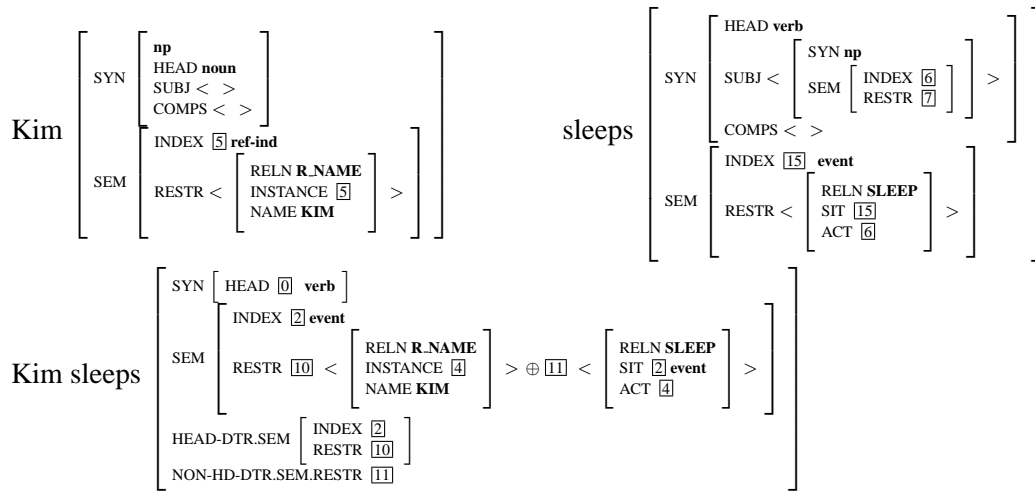 Kim
SYN
np
HEAD noun
SUBJ < >
COMPS < >
SEM
INDEX 5 ref-ind
RESTR <
RELN R_NAME
INSTANCE 5
NAME KIM
>
sleeps
SYN
HEAD verb
SUBJ <
SYN np
SEM
INDEX 6
RESTR 7
>
COMPS < >
SEM
INDEX 15 event
RESTR <
RELN SLEEP
SIT 15
ACT 6
>
Kim sleeps
SYN [ HEAD 0 verb ]
SEM
INDEX 2 event
RESTR 10 <
RELN R_NAME
INSTANCE 4
NAME KIM
> ⊕ 11 <
RELN SLEEP
SIT 2 event
ACT 4
>
HEAD-DTR.SEM
INDEX 2
RESTR 10
NON-HD-DTR.SEM.RESTR 11